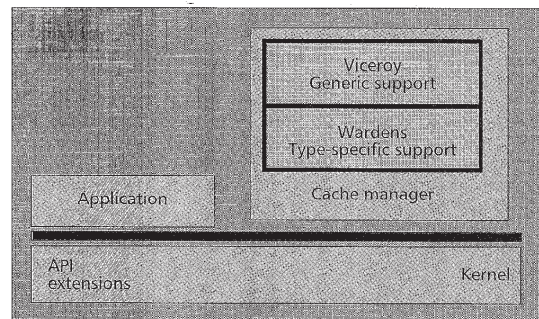 Viceroy
Generic support
Wardens
Type-specific support
Cache manager
Application
API
extensions
Kernel